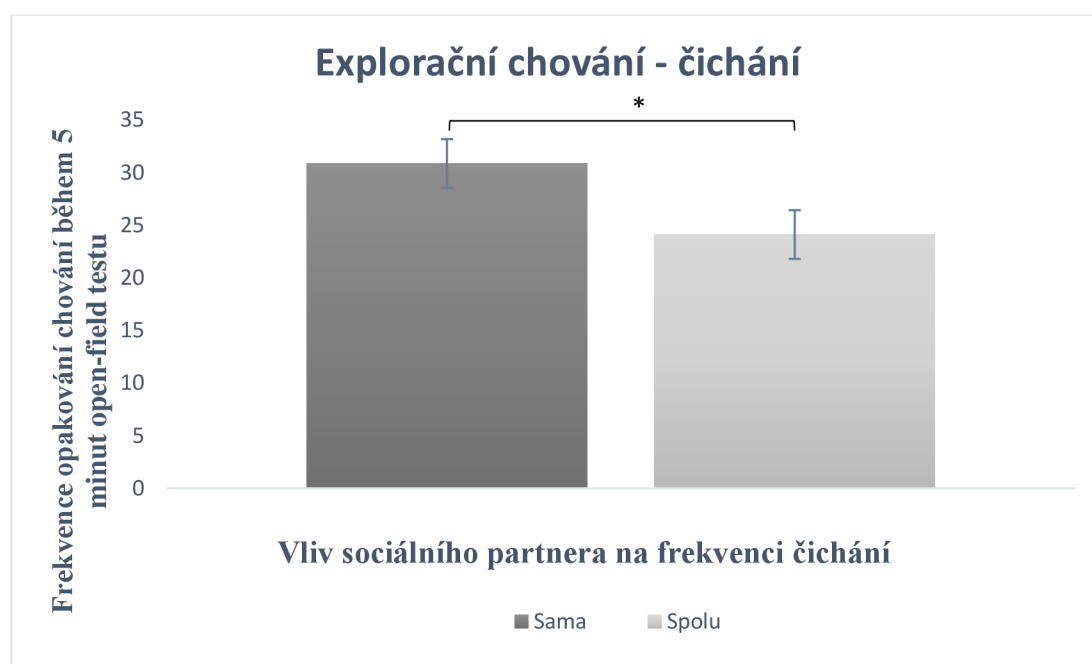 Explorační chování - čichání
*
Frekvence opakování chování během 5
minut open-field testu
35
30
25
20
15
10
5
0
Vliv sociálního partnera na frekvenci čichání
Sama
Spolu